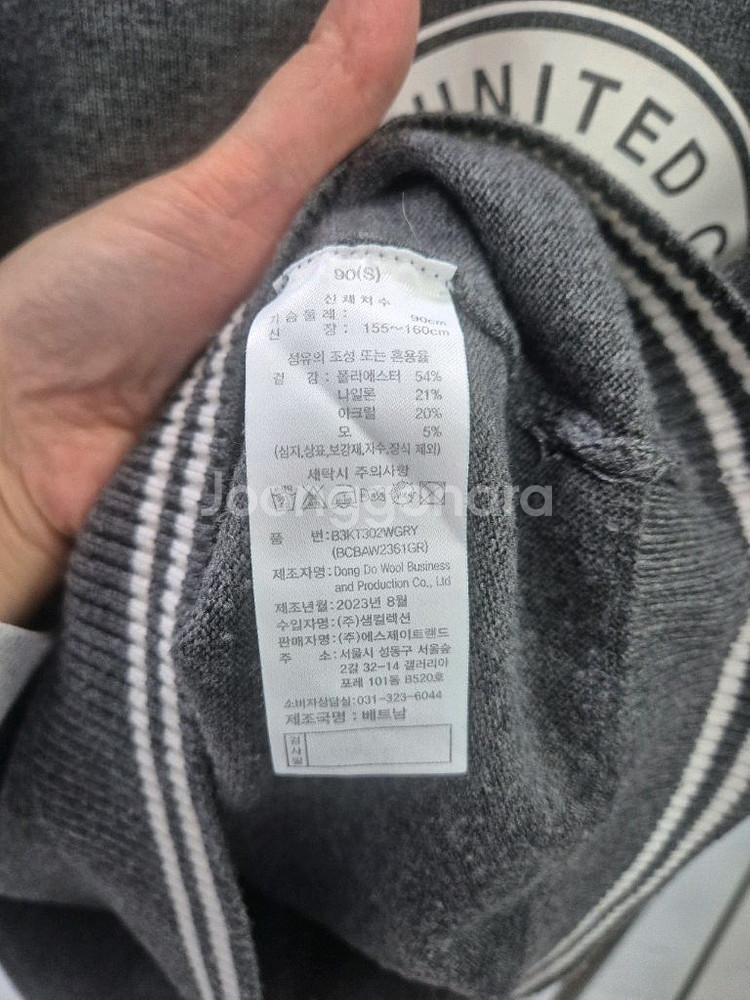 UNITED
90(S)
신체치수
가슴둘레 : 90cm
신 장 : 155~160cm
섬유의 조성 또는 혼용율
겉 감 : 폴리에스터 54%
나일론 21%
아크릴 20%
모 5%
(심지,상표,보강재,자수,장식 제외)
세탁시 주의사항
Joonggonara
품 번:B3KT302WGRY
(BCBAW2361GR)
제조자명:Dong Do Wool Business
and Production Co., Ltd
제조년월:2023년 8월
수입자명:(주)샘컬렉션
판매자명:(주)에스제이트랜드
주 소:서울시 성동구 서울숲
2길 32-14 갤러리아
포레 101동 B520호
소비자상담실:031-323-6044
제조국명:베트남
검사필